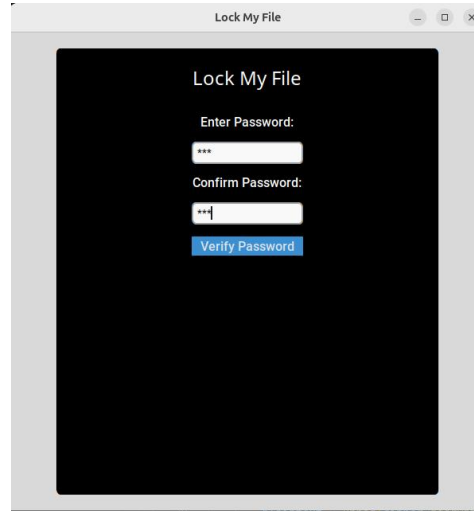 Lock My File
Lock My File
Enter Password:
***
Confirm Password:
***
Verify Password